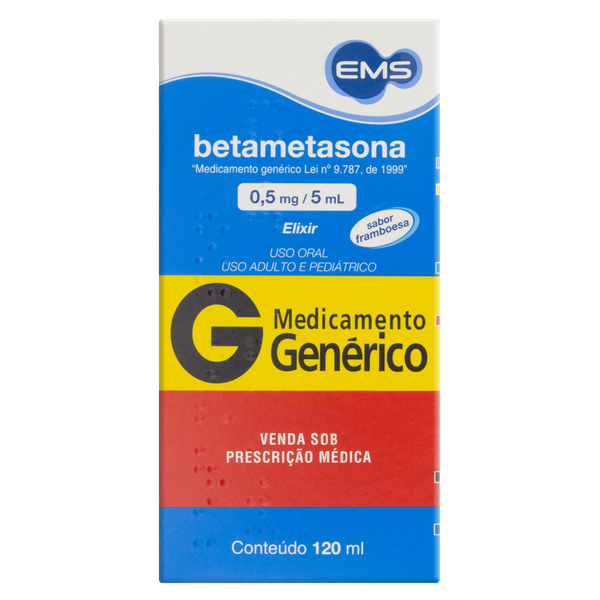 EMS
betametasona
"Medicamento genérico Lei nº 9.787, de 1999"
0,5 mg / 5 mL
Elixir
sabor
framboesa
USO ORAL
USO ADULTO E PEDIÁTRICO
G
Medicamento
Genérico
VENDA SOB
PRESCRIÇÃO MÉDICA
Conteúdo 120 ml